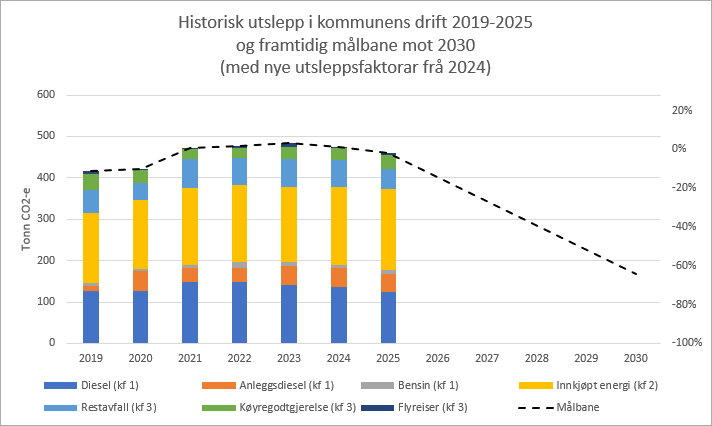 Historisk utslepp i kommunens drift 2019-2025
og framtidig målbane mot 2030
(med nye utsleppsfaktorar frå 2024)
Tonn CO2-e
600
500
400
300
200
100
0
20%
0%
-20%
-40%
-60%
-80%
-100%
2019 2020 2021 2022 2023 2024 2025 2026 2027 2028 2029 2030
Diesel (kf 1) Anleggsdiesel (kf 1) Bensin (kf 1) Innkjøpt energi (kf 2)
Restavfall (kf 3) Køyregodtgjerelse (kf 3) Flyreiser (kf 3) Målbane